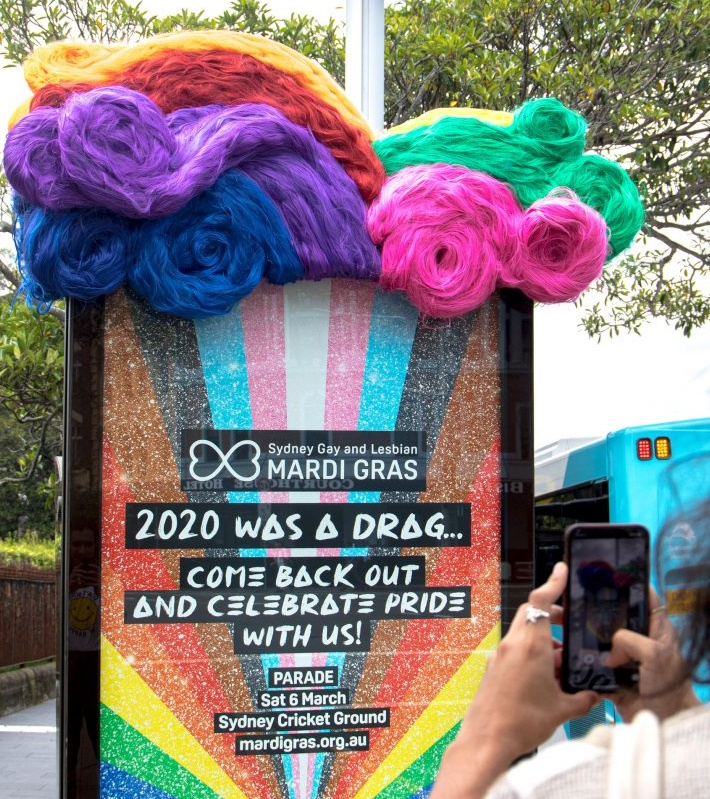 Sydney Gay and Lesbian
MARDI GRAS
2020 WAS A DRAG...
COME BACK OUT
AND CELEBRATE PRIDE
WITH US!
PARADE
Sat 6 March
Sydney Cricket Ground
mardigras.org.au